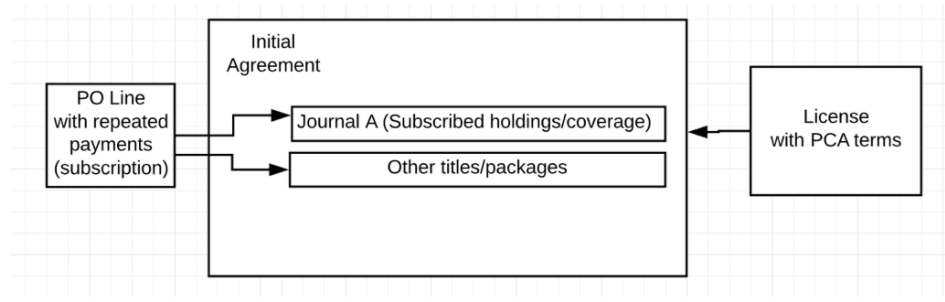 Initial
Agreement
PO Line
with repeated
payments
(subscription)
Journal A (Subscribed holdings/coverage)
Other titles/packages
License
with PCA terms